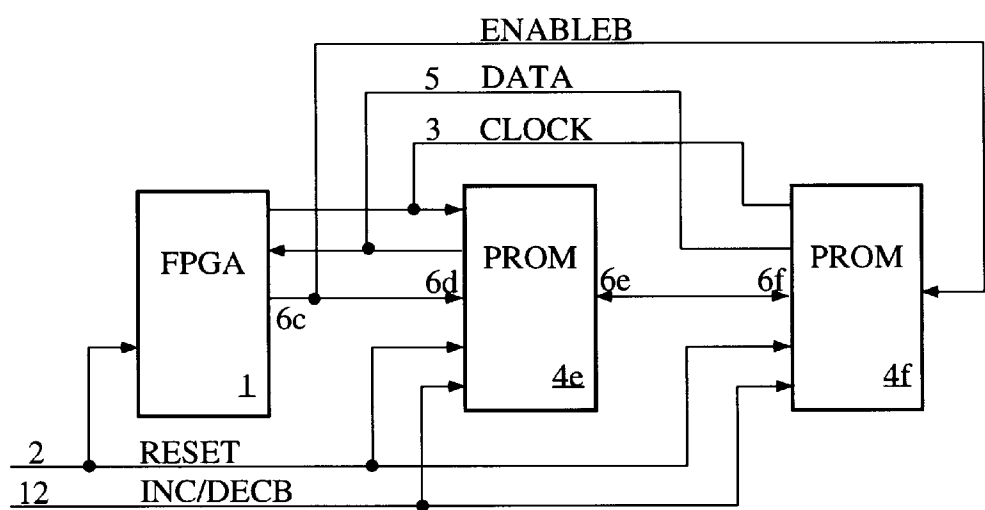 ENABLEB
5 DATA
3 CLOCK
FPGA
PROM
PROM
6d
6e
6f
6c
1
4e
4f
2 RESET
12 INC/DECB